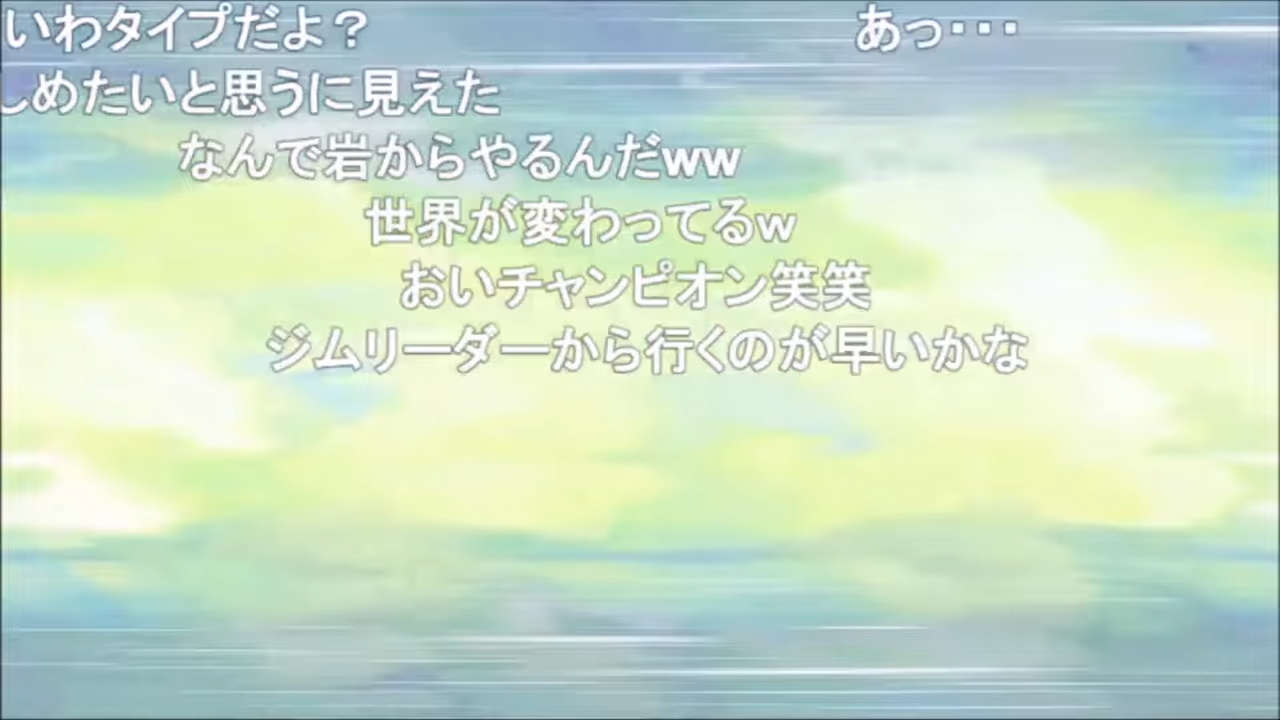 いわタイプだよ？
あっ・・・
しめたいと思うに見えた
なんで岩からやるんだww
世界が変わってるw
おいチャンピオン笑笑
ジムリーダーから行くのが早いかな